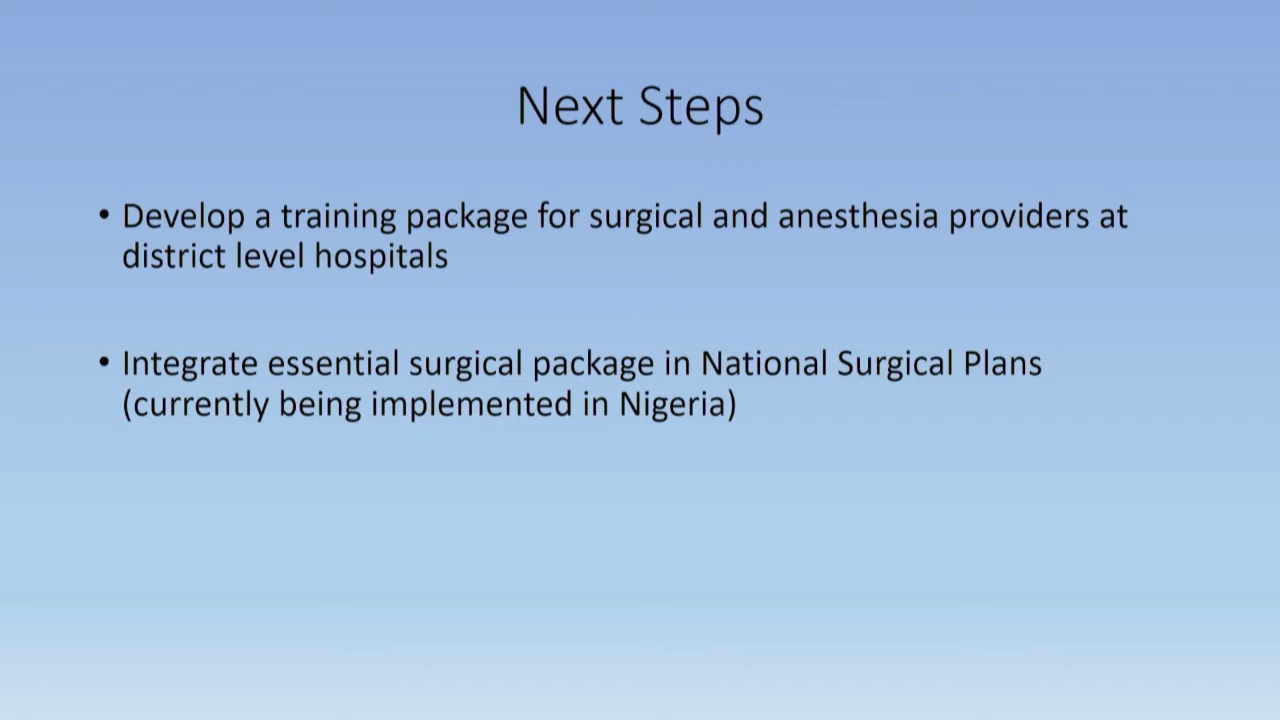 Next Steps
• Develop a training package for surgical and anesthesia providers at
district level hospitals
• Integrate essential surgical package in National Surgical Plans
(currently being implemented in Nigeria)